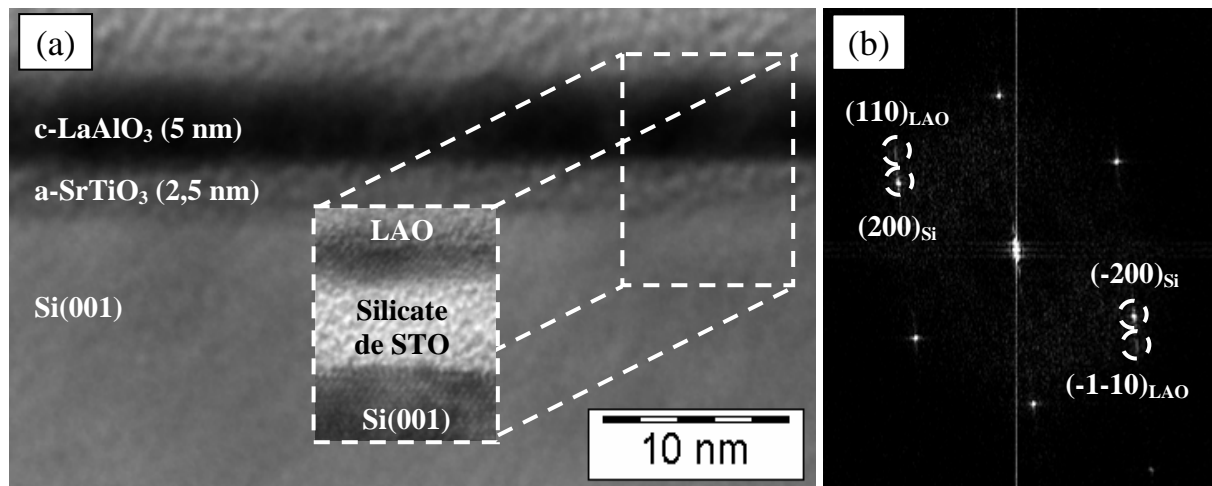 (a)
c-LaAlO₃ (5 nm)
a-SrTiO₃ (2,5 nm)
Si(001)
LAO
Silicate
de STO
Si(001)
10 nm
(b)
(110)LAO
(200)Si
(-200)Si
(-1-10)LAO